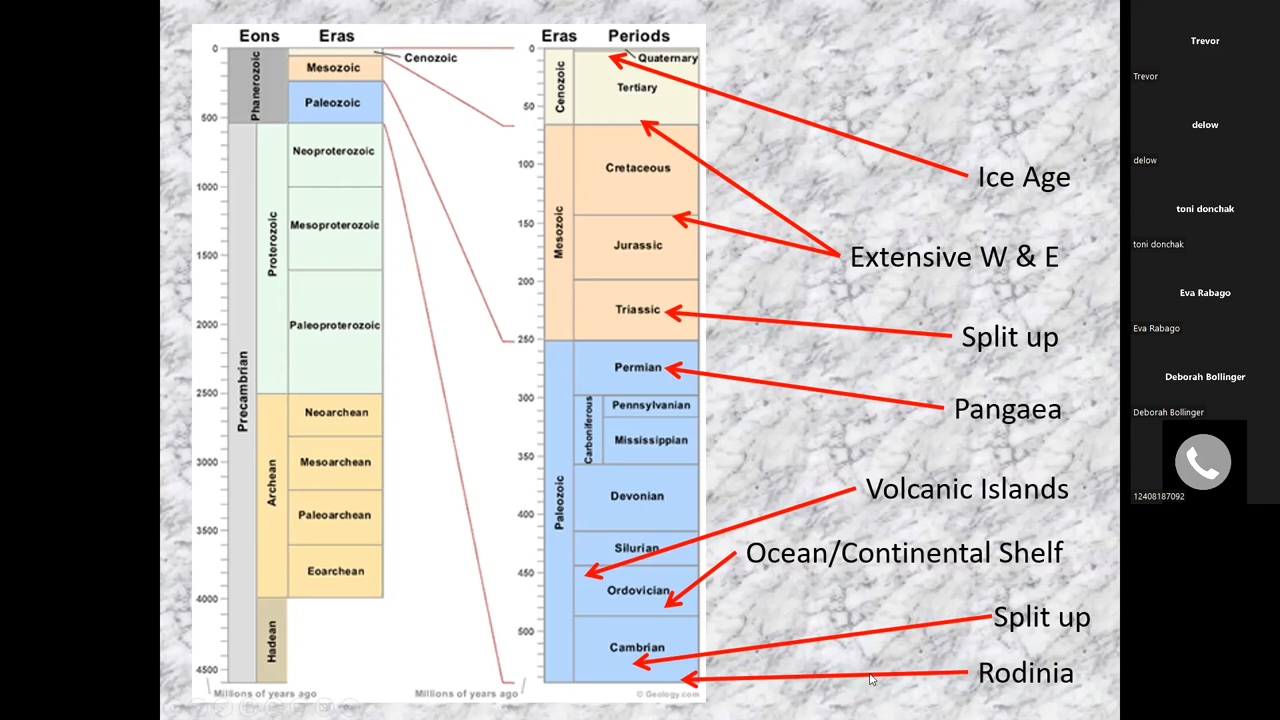 Eons Eras
0
500
1000
1500
2000
2500
3000
3500
4000
4500
Phanerozoic
Precambrian
Proterozoic
Archean
Hadean
Cenozoic
Mesozoic
Paleozoic
Neoproterozoic
Mesoproterozoic
Paleoproterozoic
Neoarchean
Mesoarchean
Paleoarchean
Eoarchean
Millions of years ago
Eras Periods
0
50
100
150
200
250
300
350
400
450
500
Cenozoic
Mesozoic
Paleozoic
Quaternary
Tertiary
Cretaceous
Jurassic
Triassic
Permian
Carboniferous
Pennsylvanian
Mississippian
Devonian
Silurian
Ordovician
Cambrian
Millions of years ago
© Geology.com
Ice Age
Extensive W & E
Split up
Pangaea
Volcanic Islands
Ocean/Continental Shelf
Split up
Rodinia
Trevor
Trevor
delow
delow
toni donchak
toni donchak
Eva Rabago
Eva Rabago
Deborah Bollinger
Deborah Bollinger
12408187092